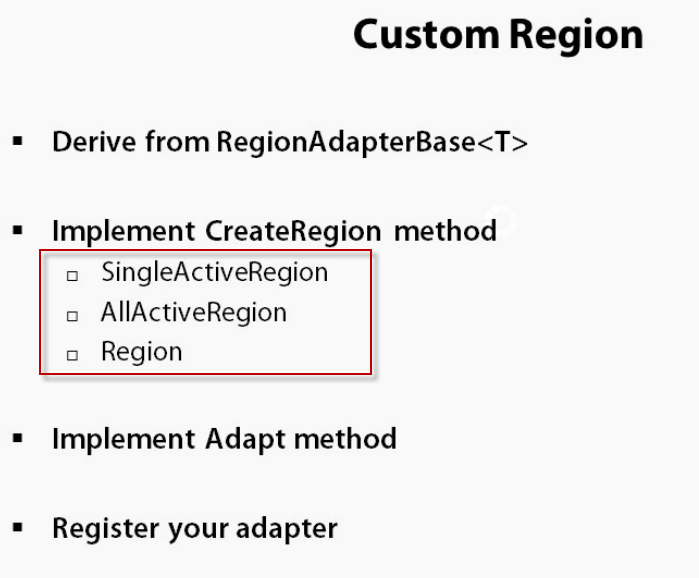 Custom Region
▪ Derive from RegionAdapterBase<T>
▪ Implement CreateRegion method
□ SingleActiveRegion
□ AllActiveRegion
□ Region
▪ Implement Adapt method
▪ Register your adapter